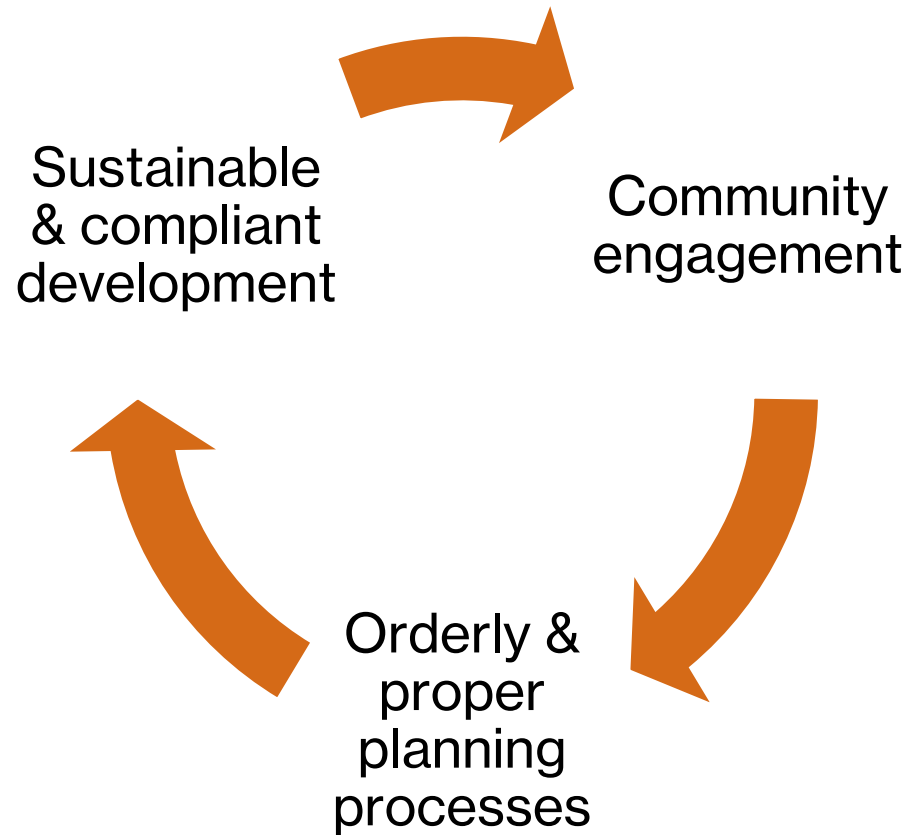 Sustainable
& compliant
development
Community
engagement
Orderly &
proper
planning
processes